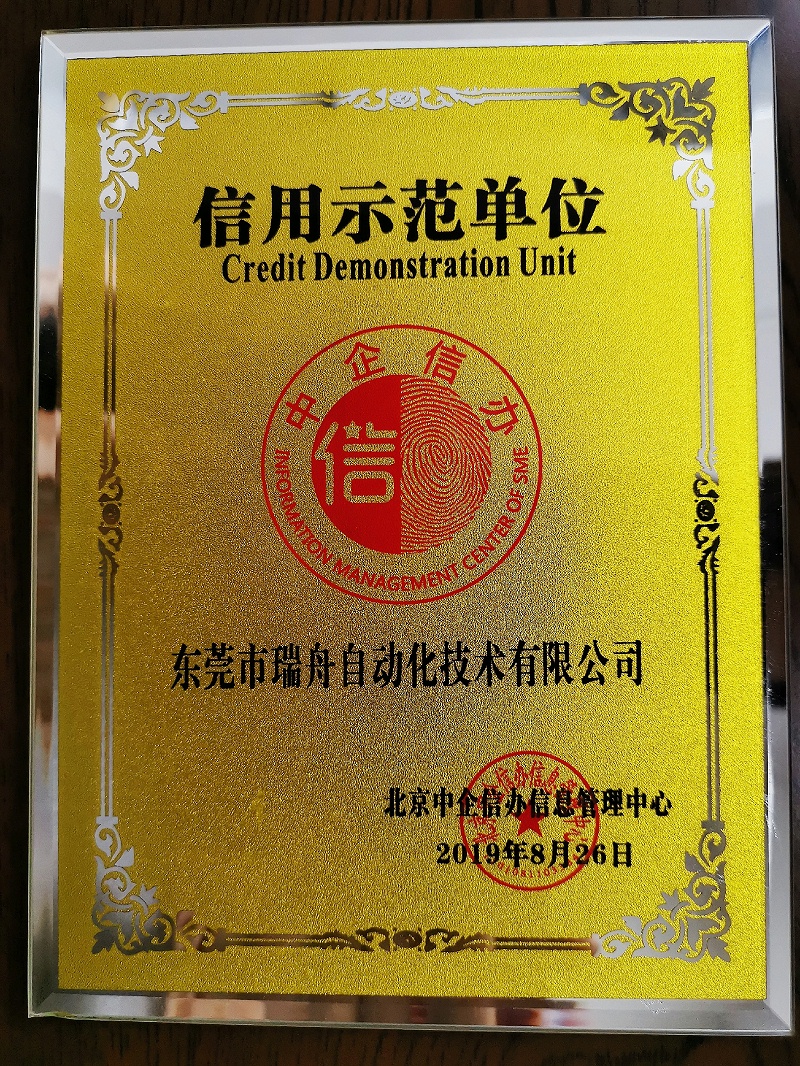 信用示范单位
Credit Demonstration Unit
中企信办
信
INFORMATION MANAGEMENT CENTER OF SME
东莞市瑞舟自动化技术有限公司
北京中企信办信息管理中心
2019年8月26日